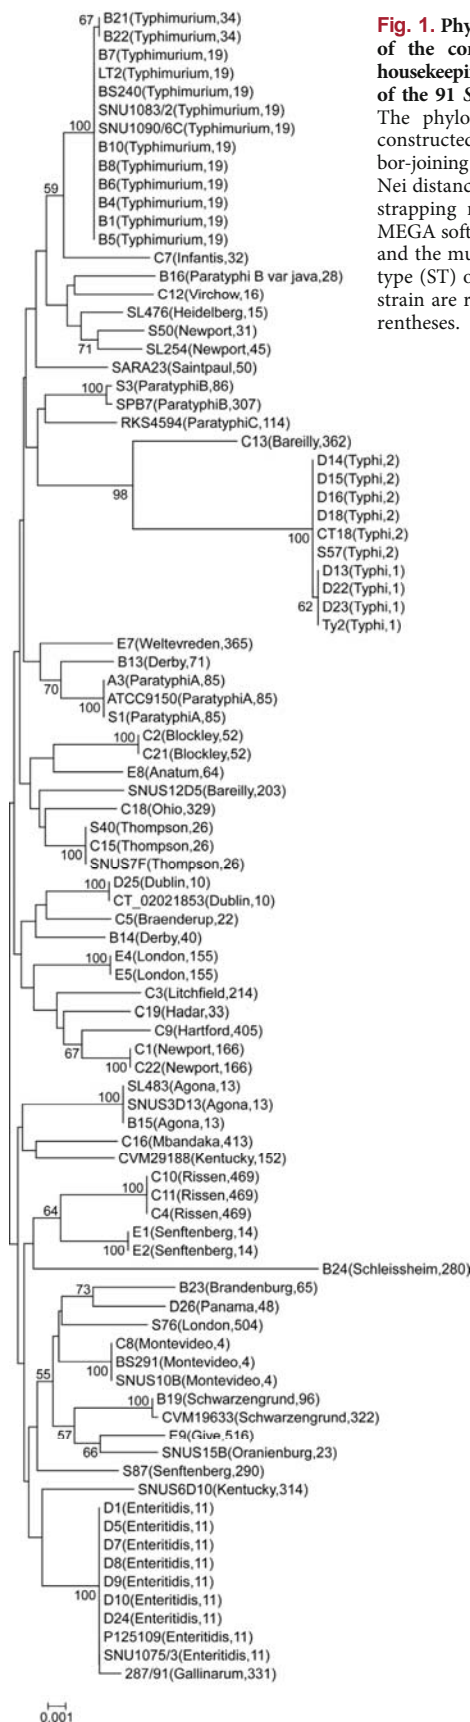 Fig. 1. Phy
of the con
housekeepin
of the 91 S
The phylo
constructed
bor-joining
Nei distanc
strapping r
MEGA soft
and the mu
type (ST) o
strain are r
rentheses.
67
B21(Typhimurium,34)
B22(Typhimurium,34)
B7(Typhimurium,19)
LT2(Typhimurium,19)
BS240(Typhimurium,19)
SNU1083/2(Typhimurium,19)
100
SNU1090/6C(Typhimurium,19)
B10(Typhimurium,19)
B8(Typhimurium,19)
59
B6(Typhimurium,19)
B4(Typhimurium,19)
B1(Typhimurium,19)
B5(Typhimurium,19)
C7(Infantis,32)
B16(Paratyphi B var java,28)
C12(Virchow,16)
SL476(Heidelberg,15)
S50(Newport,31)
71
SL254(Newport,45)
SARA23(Saintpaul,50)
100
S3(ParatyphiB,86)
SPB7(ParatyphiB,307)
RKS4594(ParatyphiC,114)
C13(Bareilly,362)
98
D14(Typhi,2)
D15(Typhi,2)
D16(Typhi,2)
D18(Typhi,2)
100
CT18(Typhi,2)
S57(Typhi,2)
D13(Typhi,1)
D22(Typhi,1)
62
D23(Typhi,1)
Ty2(Typhi,1)
E7(Weltevreden,365)
B13(Derby,71)
70
A3(ParatyphiA,85)
100
ATCC9150(ParatyphiA,85)
S1(ParatyphiA,85)
100
C2(Blockley,52)
C21(Blockley,52)
E8(Anatum,64)
SNUS12D5(Bareilly,203)
C18(Ohio,329)
S40(Thompson,26)
100
C15(Thompson,26)
SNUS7F(Thompson,26)
100
D25(Dublin,10)
CT_02021853(Dublin,10)
C5(Braenderup,22)
B14(Derby,40)
100
E4(London,155)
E5(London,155)
C3(Litchfield,214)
C19(Hadar,33)
C9(Hartford,405)
67
C1(Newport,166)
100
C22(Newport,166)
SL483(Agona,13)
100
SNUS3D13(Agona,13)
B15(Agona,13)
C16(Mbandaka,413)
CVM29188(Kentucky,152)
C10(Rissen,469)
100
C11(Rissen,469)
64
C4(Rissen,469)
E1(Senftenberg,14)
100
E2(Senftenberg,14)
B24(Schleissheim,280)
73
B23(Brandenburg,65)
D26(Panama,48)
S76(London,504)
C8(Montevideo,4)
55
100
BS291(Montevideo,4)
SNUS10B(Montevideo,4)
100
B19(Schwarzengrund,96)
CVM19633(Schwarzengrund,322)
57
E9(Give,516)
66
SNUS15B(Oranienburg,23)
S87(Senftenberg,290)
SNUS6D10(Kentucky,314)
D1(Enteritidis,11)
D5(Enteritidis,11)
D7(Enteritidis,11)
D8(Enteritidis,11)
D9(Enteritidis,11)
100
D10(Enteritidis,11)
D24(Enteritidis,11)
P125109(Enteritidis,11)
SNU1075/3(Enteritidis,11)
287/91(Gallinarum,331)
0.001